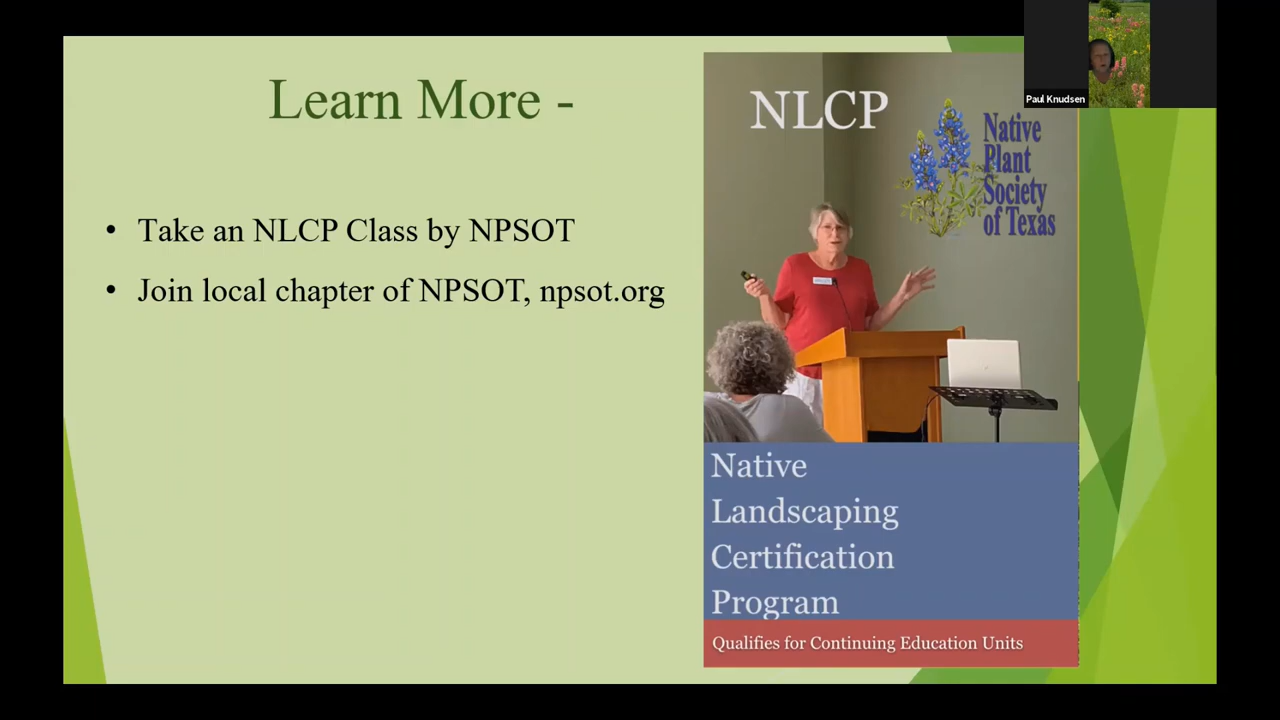 Learn More -
• Take an NLCP Class by NPSOT
• Join local chapter of NPSOT, npsot.org
NLCP
Native
Plant
Society
of Texas
Native
Landscaping
Certification
Program
Qualifies for Continuing Education Units
Paul Knudsen